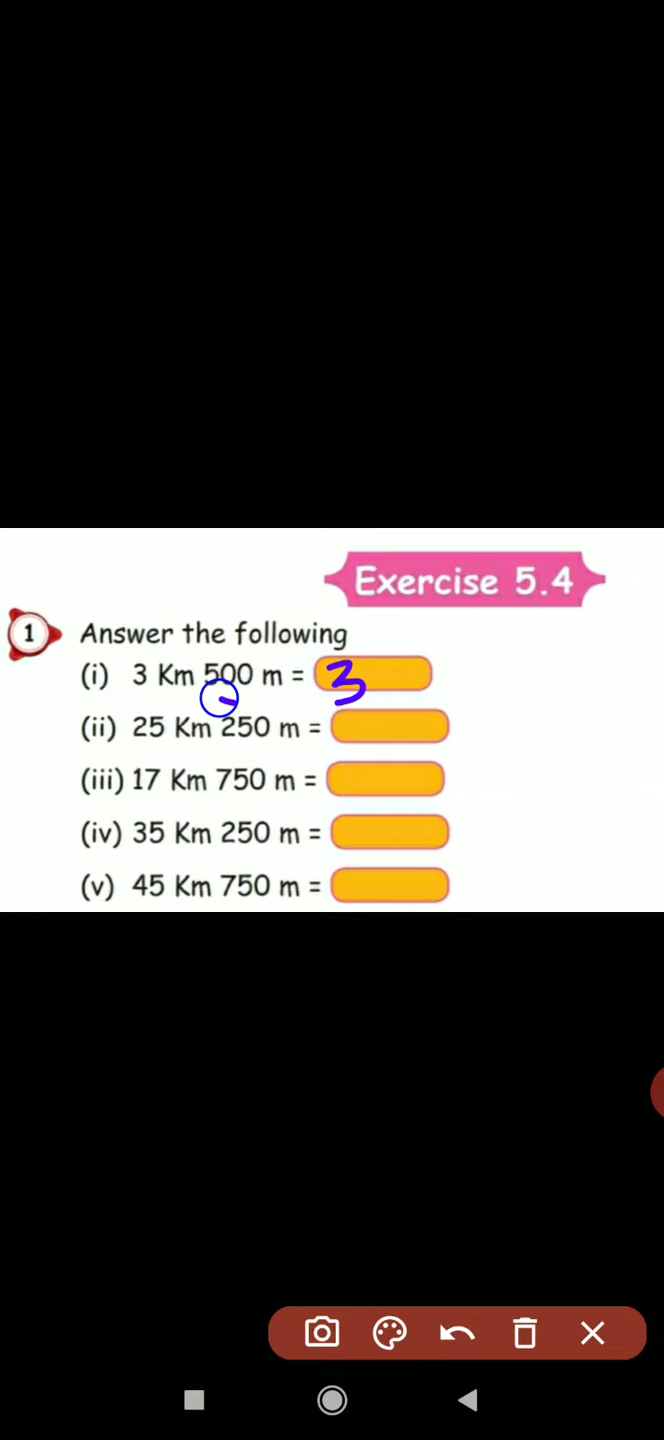 Exercise 5.4
1 Answer the following
(i) 3 Km 500 m = 3
(ii) 25 Km 250 m =
(iii) 17 Km 750 m =
(iv) 35 Km 250 m =
(v) 45 Km 750 m =